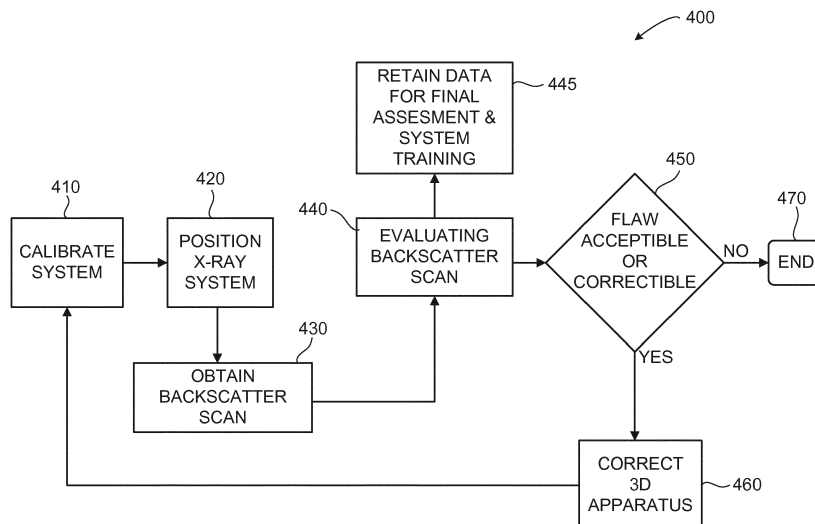 400
RETAIN DATA
FOR FINAL
ASSESMENT &
SYSTEM
TRAINING
445
410
CALIBRATE
SYSTEM
420
POSITION
X-RAY
SYSTEM
430
OBTAIN
BACKSCATTER
SCAN
440
EVALUATING
BACKSCATTER
SCAN
450
FLAW
ACCEPTIBLE
OR
CORRECTIBLE
NO
470
END
YES
CORRECT
3D
APPARATUS
460